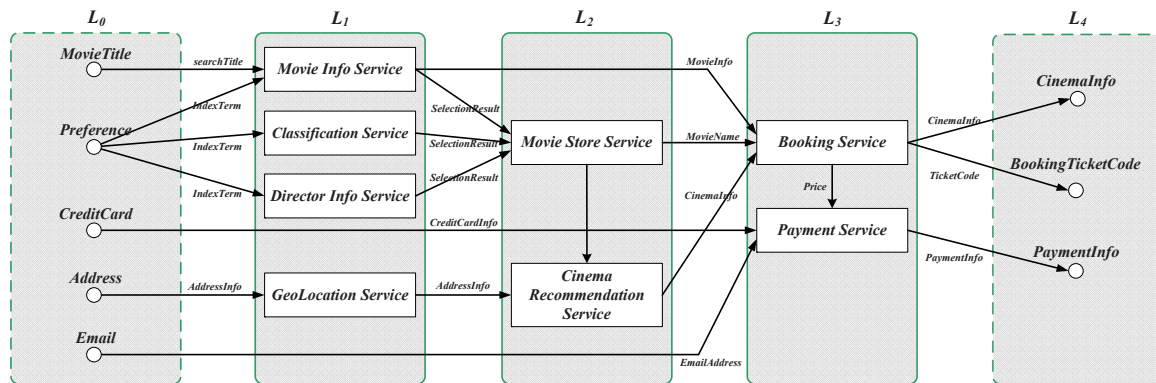 L0
L1
L2
L3
L4
MovieTitle
searchTitle
Movie Info Service
MovieInfo
CinemaInfo
IndexTerm
SelectionResult
Preference
Classification Service
IndexTerm
SelectionResult
Movie Store Service
MovieName
Booking Service
CinemaInfo
BookingTicketCode
TicketCode
IndexTerm
Director Info Service
SelectionResult
CinemaInfo
Price
CreditCard
CreditCardInfo
Payment Service
PaymentInfo
PaymentInfo
Address
AddressInfo
GeoLocation Service
AddressInfo
Cinema
Recommendation
Service
Email
EmailAddress